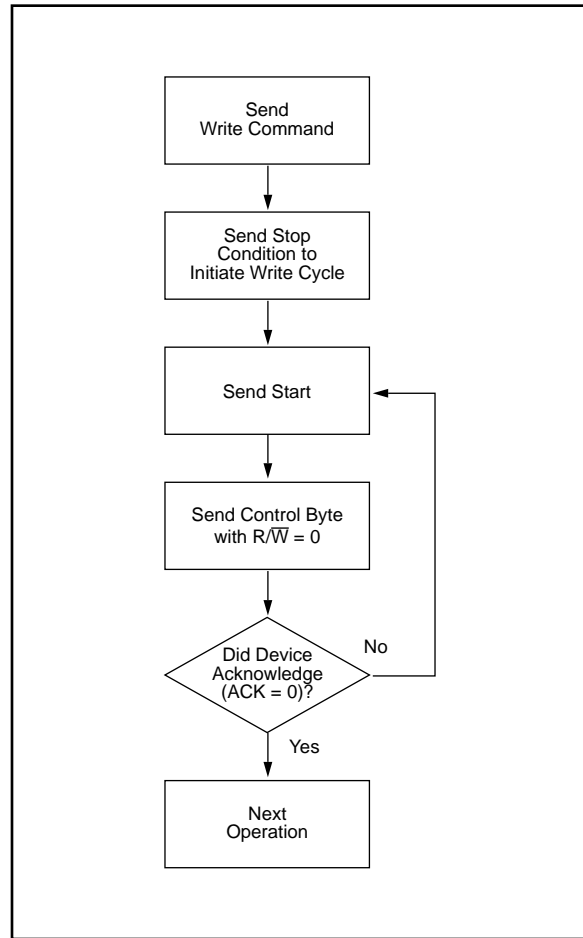 Send
Write Command
Send Stop
Condition to
Initiate Write Cycle
Send Start
Send Control Byte
with R/W̅ = 0
Did Device
Acknowledge
(ACK = 0)?
No
Yes
Next
Operation